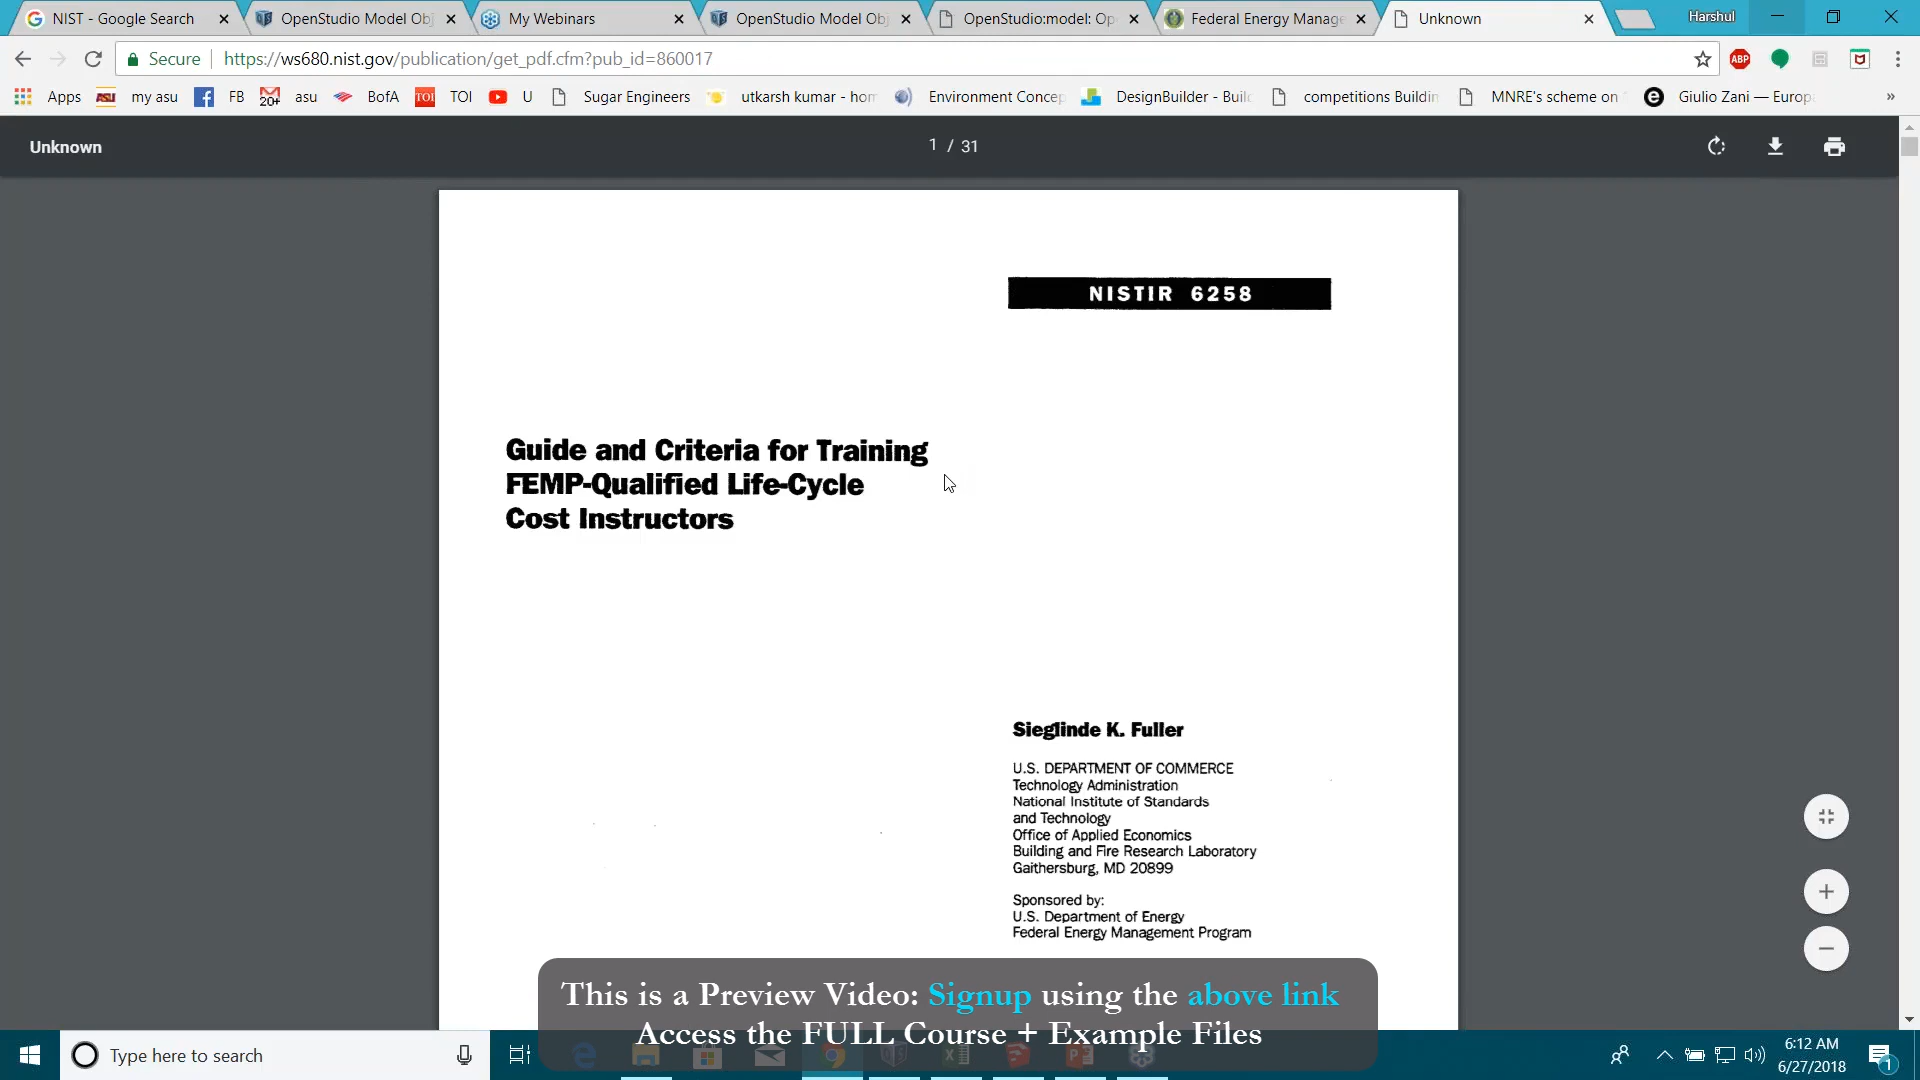 NIST - Google Search
OpenStudio Model Obj
My Webinars
OpenStudio Model Obj
OpenStudio:model: Op
Federal Energy Manage
Unknown
Harshul
Secure
https://ws680.nist.gov/publication/get_pdf.cfm?pub_id=860017
ABP
Apps
ASU
my asu
FB
20+
asu
BofA
TOI
TOI
U
Sugar Engineers
utkarsh kumar - hom
Environment Concep
DesignBuilder - Buil
competitions Buildin
MNRE's scheme on
Giulio Zani — Europ
»
Unknown
1 / 31
NISTIR 6258
Guide and Criteria for Training
FEMP-Qualified Life-Cycle
Cost Instructors
Sieglinde K. Fuller
U.S. DEPARTMENT OF COMMERCE
Technology Administration
National Institute of Standards
and Technology
Office of Applied Economics
Building and Fire Research Laboratory
Gaithersburg, MD 20899
Sponsored by:
U.S. Department of Energy
Federal Energy Management Program
This is a Preview Video: Signup using the above link
Access the FULL Course + Example Files
Type here to search
6:12 AM
6/27/2018
1